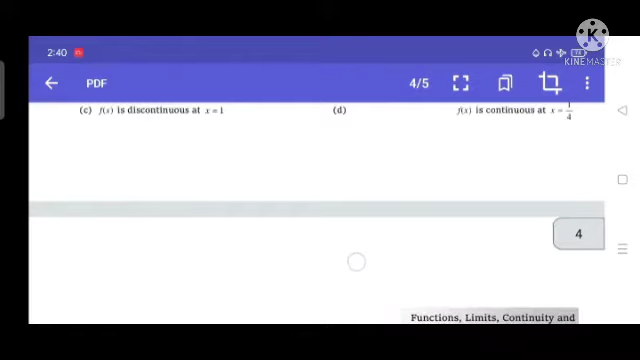 2:40
K
KINEMASTER
PDF
4/5
(c) f(x) is discontinuous at x = 1
(d) f(x) is continuous at x = 1/4
4
Functions, Limits, Continuity and